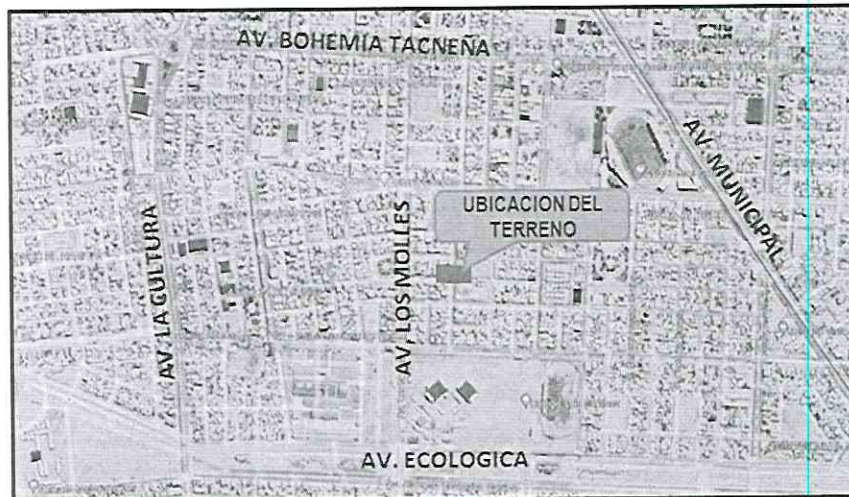 AV. BOHEMIA TACNEÑA
AV. MUNICIPAL
UBICACION DEL
TERRENO
AV. LA CULTURA
AV, LOS MOLLES
AV. ECOLOGICA